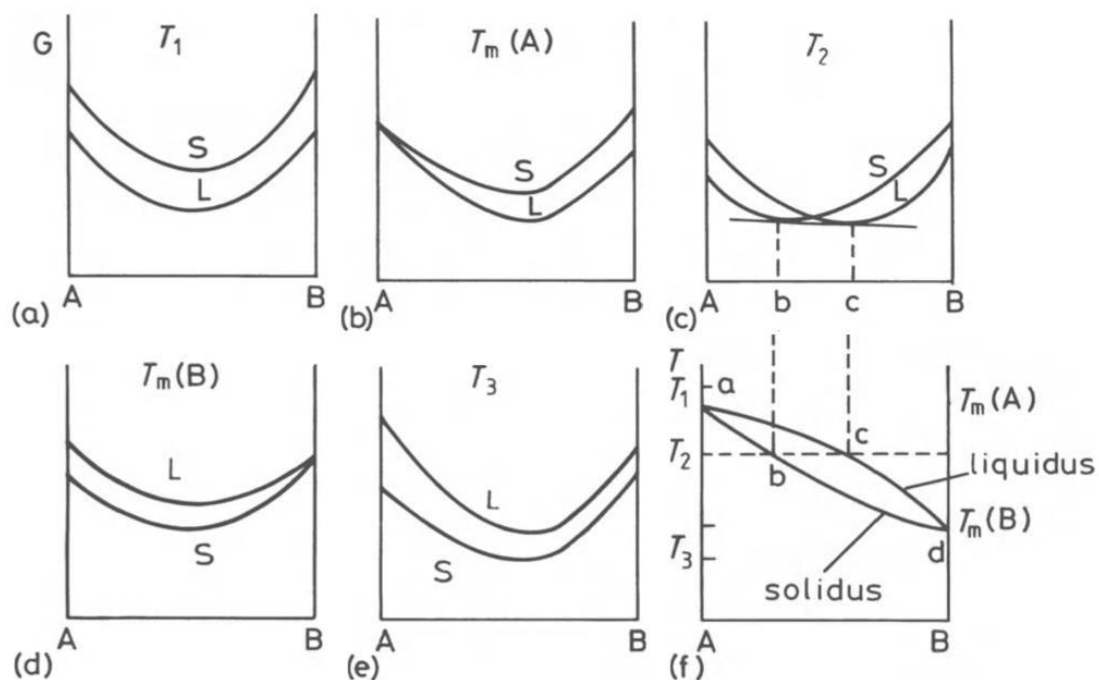 G
T1
S
L
A B
(a)
Tm (A)
S
L
A B
(b)
T2
S
L
A b c B
(c)
Tm(B)
L
S
A B
(d)
T3
L
S
A B
(e)
T
T1 a
Tm(A)
T2
c
b
liquidus
Tm(B)
T3
d
solidus
A B
(f)